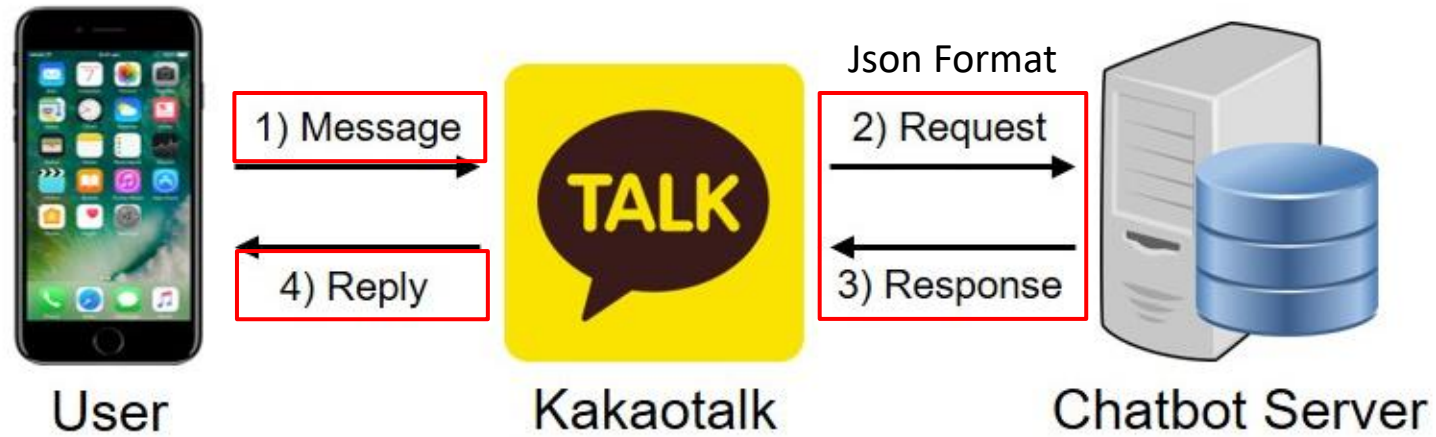 Json Format
1) Message
2) Request
TALK
4) Reply
3) Response
User
Kakaotalk
Chatbot Server